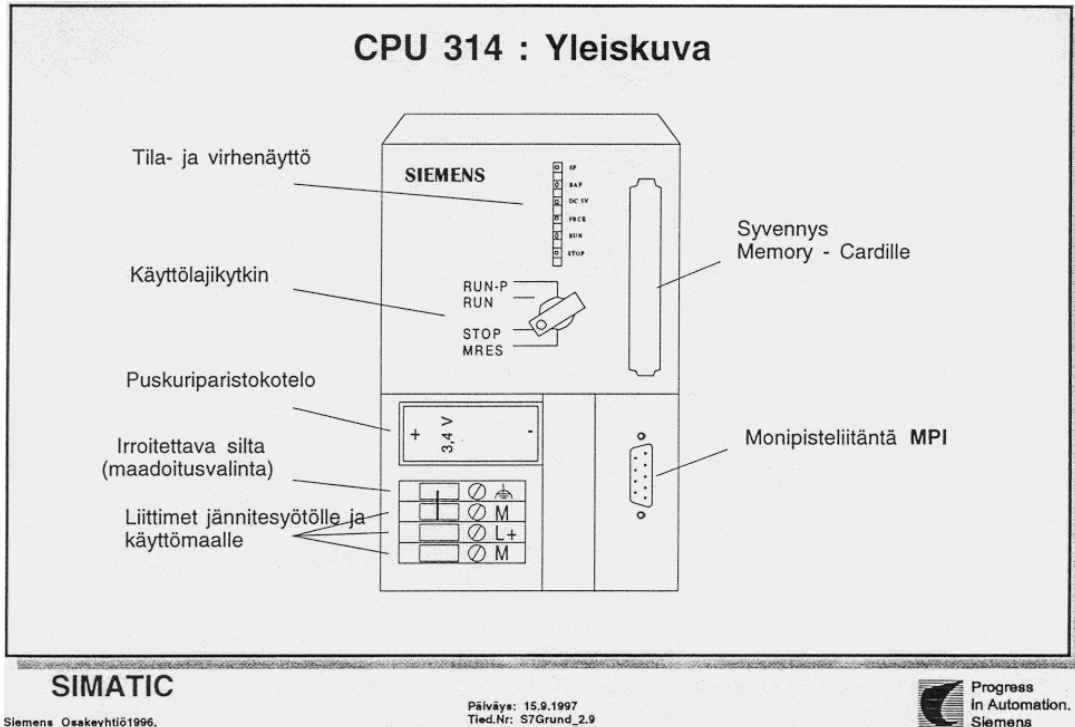 CPU 314 : Yleiskuva
Tila- ja virhenäyttö
SIEMENS
SF
BAF
DC 5V
FRCE
RUN
STOP
Syvennys
Memory - Cardille
Käyttölajikytkin
RUN-P
RUN
STOP
MRES
Puskuriparistokotelo
+ 3,4 V -
Irroitettava silta
(maadoitusvalinta)
Monipisteliitäntä MPI
Liittimet jännitesyötölle ja
käyttömaalle
M
L+
M
SIMATIC
Siemens Osakeyhtiö1996.
Päiväys: 15.9.1997
Tied.Nr: S7Grund_2.9
Progress
in Automation.
Siemens